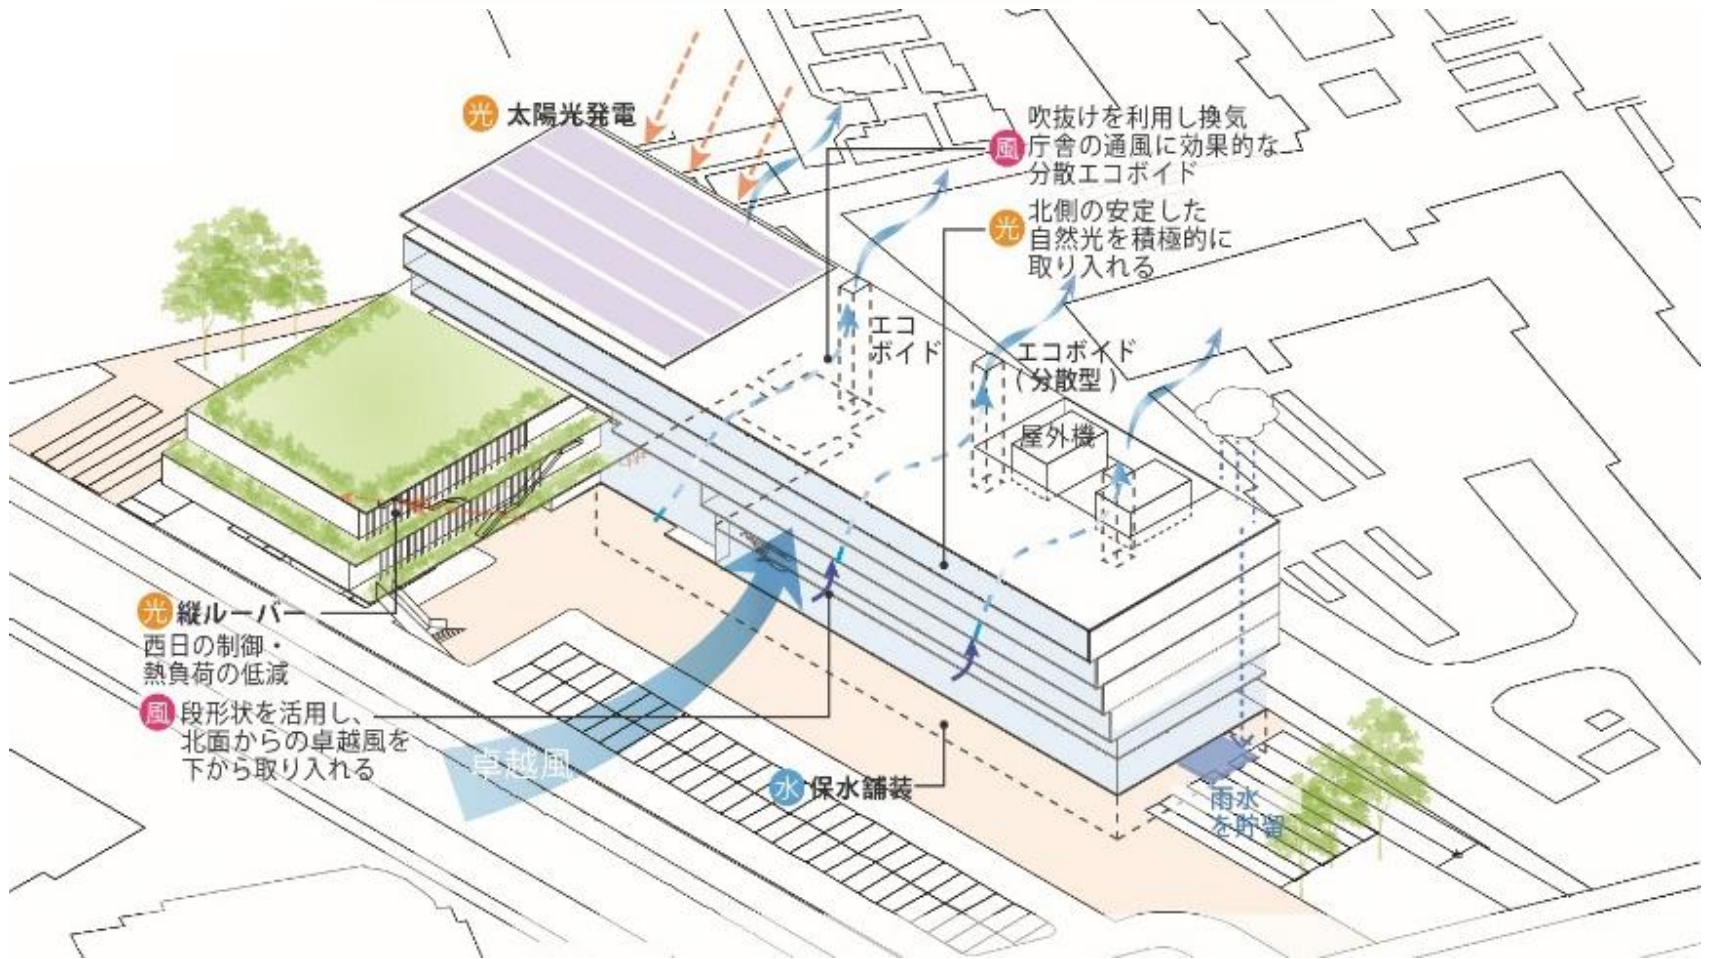 光 太陽光発電
風 吹抜けを利用し換気
庁舎の通風に効果的な
分散エコボイド
光 北側の安定した
自然光を積極的に
取り入れる
エコ
ボイド
エコボイド
(分散型)
屋外機
光 縦ルーバー
西日の制御・
熱負荷の低減
風 段形状を活用し、
北面からの卓越風を
下から取り入れる
卓越風
水 保水舗装
雨水
を貯留